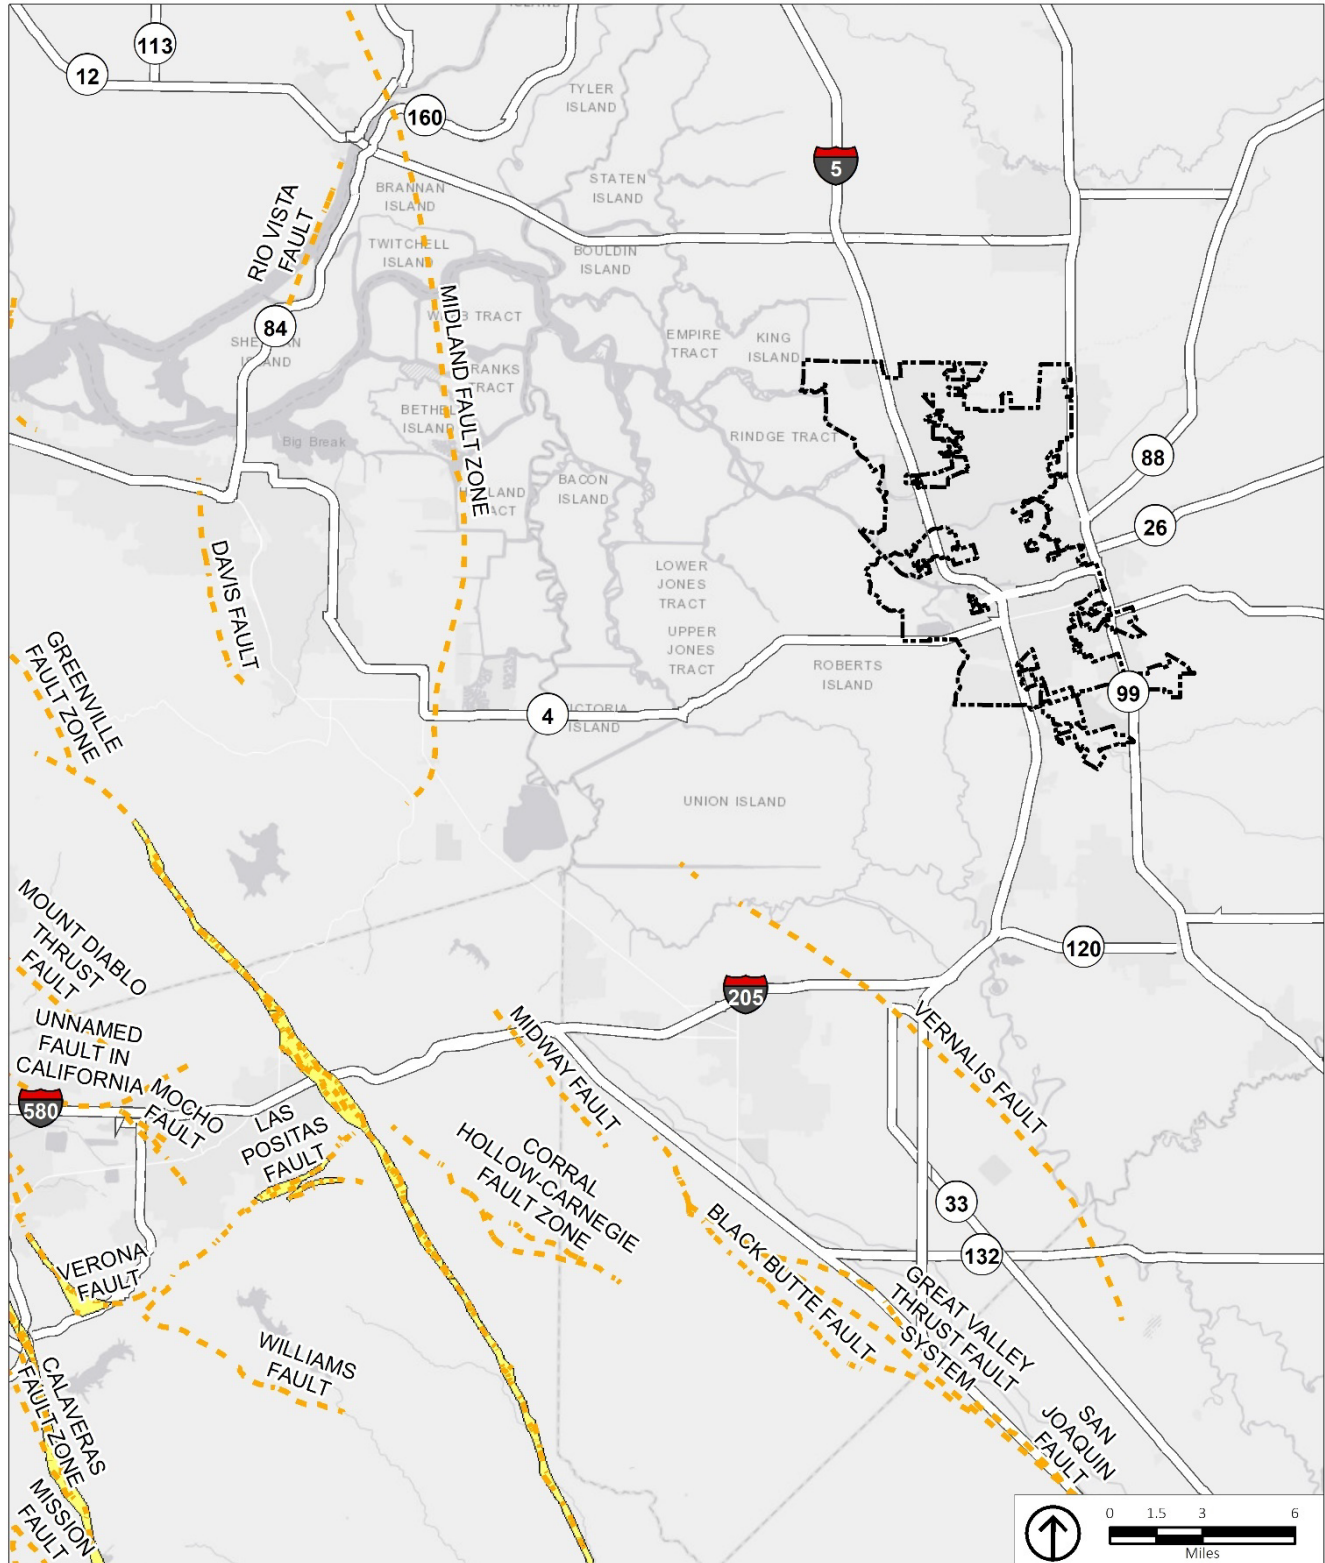 ISLAND
113
12
TYLER
ISLAND
160
5
STATEN
ISLAND
BRANNAN
ISLAND
RIO VISTA
FAULT
TWITCHELL
ISLAND
BOULDIN
ISLAND
MIDLAND FAULT ZONE
TRACT
84
ISLAND
EMPIRE
TRACT
KING
ISLAND
TRACT
BETHEL
ISLAND
RINDGE TRACT
Big Break
88
BACON
ISLAND
26
DAVIS FAULT
LOWER
JONES
TRACT
UPPER
JONES
TRACT
GREENVILLE
FAULT ZONE
ROBERTS
ISLAND
99
4
ISLAND
UNION ISLAND
MOUNT DIABLO
THRUST
FAULT
120
205
UNNAMED
FAULT IN
CALIFORNIA
MIDWAY FAULT
VERNALIS FAULT
580
MOCHO
FAULT
LAS
POSITAS
FAULT
CORRAL
HOLLOW-CARNEGIE
FAULT ZONE
33
132
BLACK BUTTE FAULT
VERONA
FAULT
GREAT VALLEY
THRUST FAULT
SYSTEM
WILLIAMS
FAULT
CALAVERAS
FAULT ZONE
SAN
JOAQUIN
FAULT
MISSION
FAULT
0 1.5 3 6
Miles